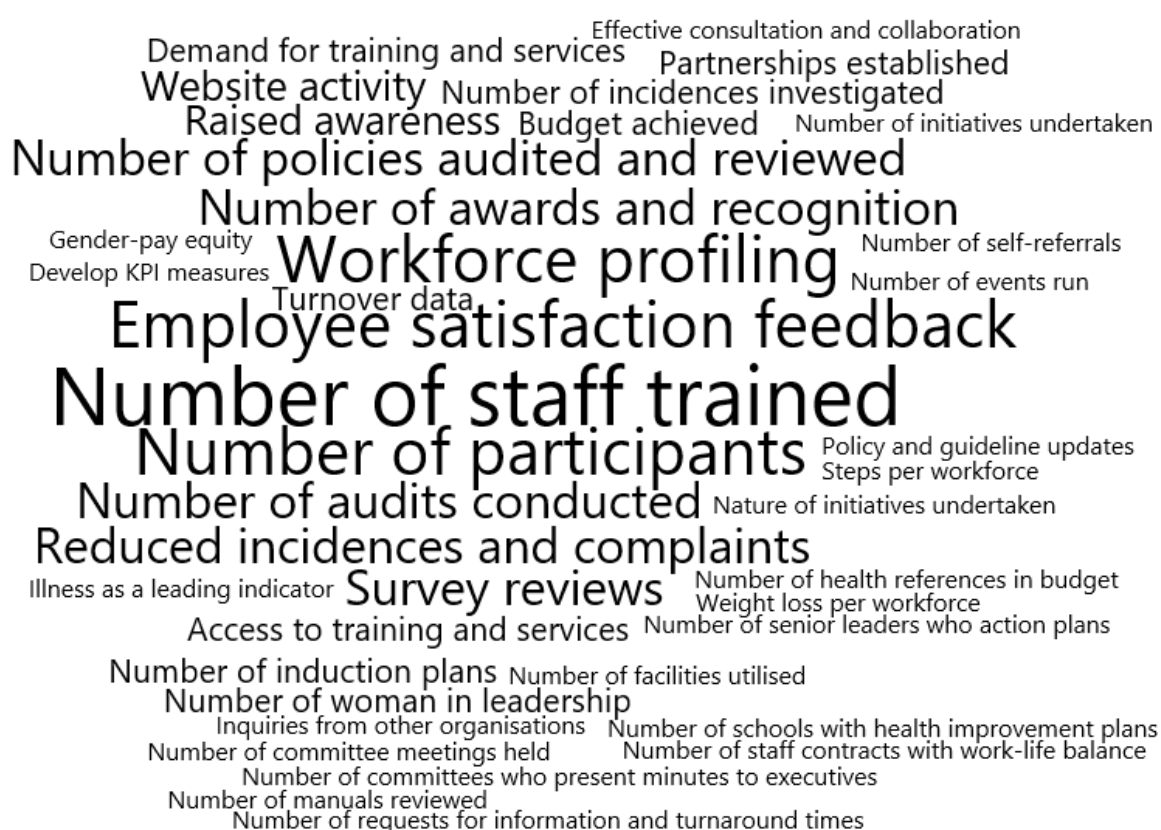 Effective consultation and collaboration
Demand for training and services
Partnerships established
Website activity
Number of incidences investigated
Raised awareness
Budget achieved
Number of initiatives undertaken
Number of policies audited and reviewed
Number of awards and recognition
Gender-pay equity
Workforce profiling
Number of self-referrals
Develop KPI measures
Number of events run
Turnover data
Employee satisfaction feedback
Number of staff trained
Number of participants
Policy and guideline updates
Steps per workforce
Number of audits conducted
Nature of initiatives undertaken
Reduced incidences and complaints
Illness as a leading indicator
Survey reviews
Number of health references in budget
Weight loss per workforce
Access to training and services
Number of senior leaders who action plans
Number of induction plans
Number of facilities utilised
Number of woman in leadership
Inquiries from other organisations
Number of schools with health improvement plans
Number of committee meetings held
Number of staff contracts with work-life balance
Number of committees who present minutes to executives
Number of manuals reviewed
Number of requests for information and turnaround times